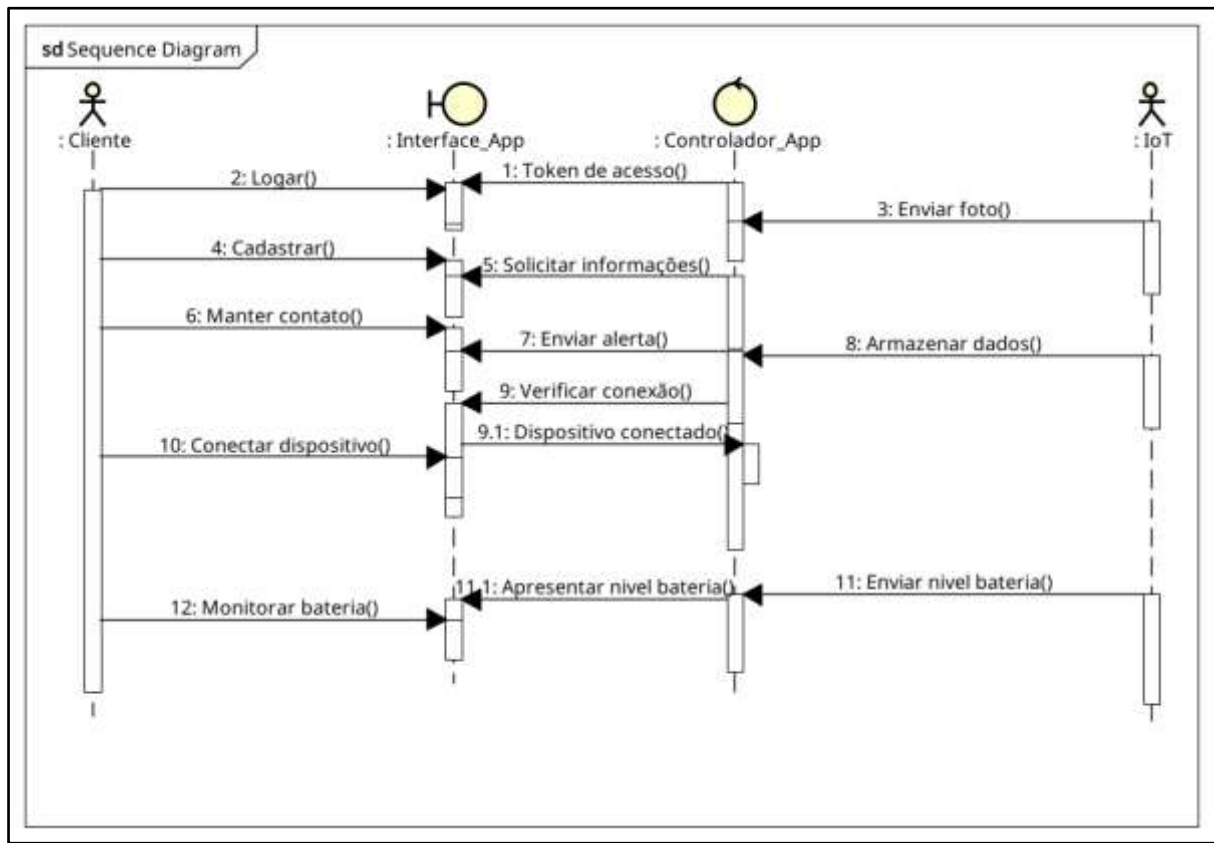 sd Sequence Diagram
: Cliente
: Interface_App
: Controlador_App
: IoT
1: Token de acesso()
2: Logar()
3: Enviar foto()
4: Cadastrar()
5: Solicitar informações()
6: Manter contato()
7: Enviar alerta()
8: Armazenar dados()
9: Verificar conexão()
9.1: Dispositivo conectado()
10: Conectar dispositivo()
11: Enviar nivel bateria()
11.1: Apresentar nivel bateria()
12: Monitorar bateria()